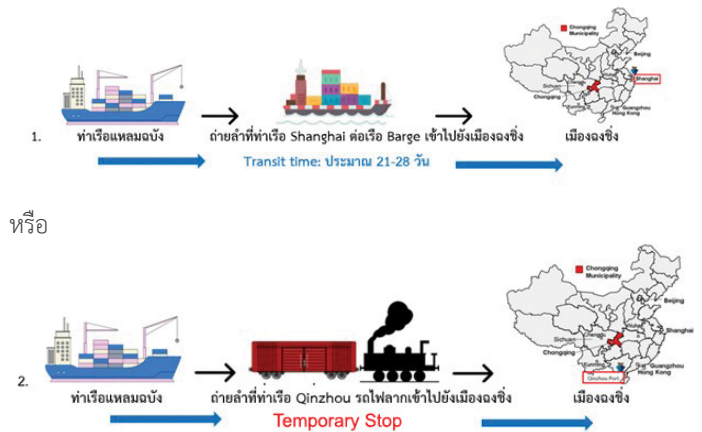 Chongqing
Municipality
Beijing
Shanghai
Sichuan
Chongqing
Guangzhou
Hong Kong
1. ท่าเรือแหลมฉบัง ถ่ายลำที่ท่าเรือ Shanghai ต่อเรือ Barge เข้าไปยังเมืองฉงชิ่ง เมืองฉงชิ่ง
Transit time: ประมาณ 21-28 วัน
หรือ
Chongqing
Municipality
Beijing
Shanghai
Sichuan
Chengdu
Chongqing
Guangzhou
Hong Kong
Qinzhou Port
2. ท่าเรือแหลมฉบัง ถ่ายลำที่ท่าเรือ Qinzhou รถไฟลากเข้าไปยังเมืองฉงชิ่ง เมืองฉงชิ่ง
Temporary Stop